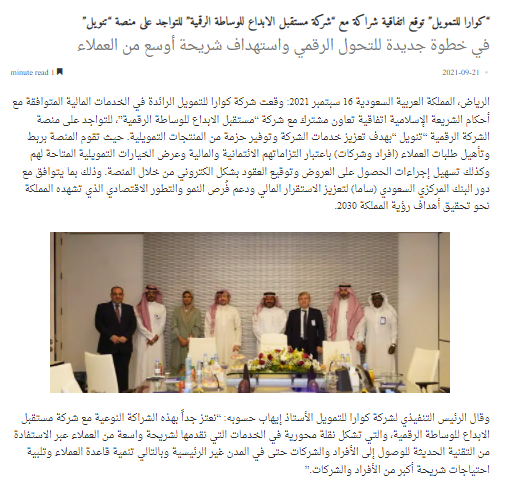 “كوارا للتمويل” توقع اتفاقية شراكة مع “شركة مستقبل الابداع للوساطة الرقمية” للتواجد على منصة “تنويل”
في خطوة جديدة للتحول الرقمي واستهداف شريحة أوسع من العملاء
2021-09-21
minute read 1
الرياض، المملكة العربية السعودية 16 سبتمبر 2021: وقعت شركة كوارا للتمويل الرائدة في الخدمات المالية المتوافقة مع
أحكام الشريعة الإسلامية اتفاقية تعاون مشترك مع شركة “مستقبل الابداع للوساطة الرقمية”، للتواجد على منصة
الشركة الرقمية “تنويل “بهدف تعزيز خدمات الشركة وتوفير حزمة من المنتجات التمويلية. حيث تقوم المنصة بربط
وتأهيل طلبات العملاء (افراد وشركات) باعتبار التزاماتهم الائتمانية والمالية وعرض الخيارات التمويلية المتاحة لهم
وكذلك تسهيل إجراءات الحصول على العروض وتوقيع العقود بشكل الكتروني من خلال المنصة. وذلك بما يتوافق مع
دور البنك المركزي السعودي (ساما) لتعزيز الاستقرار المالي ودعم فُرص النمو والتطور الاقتصادي الذي تشهده المملكة
نحو تحقيق أهداف رؤية المملكة 2030.
وقال الرئيس التنفيذي لشركة كوارا للتمويل الأستاذ إيهاب حسوبه: “نعتز جداً بهذه الشراكة النوعية مع شركة مستقبل
الابداع للوساطة الرقمية، والتي تشكل نقلة محورية في الخدمات التي نقدمها لشريحة واسعة من العملاء عبر الاستفادة
من التقنية الحديثة للوصول إلى الأفراد والشركات حتى في المدن غير الرئيسية وبالتالي تنمية قاعدة العملاء وتلبية
احتياجات شريحة أكبر من الأفراد والشركات.”